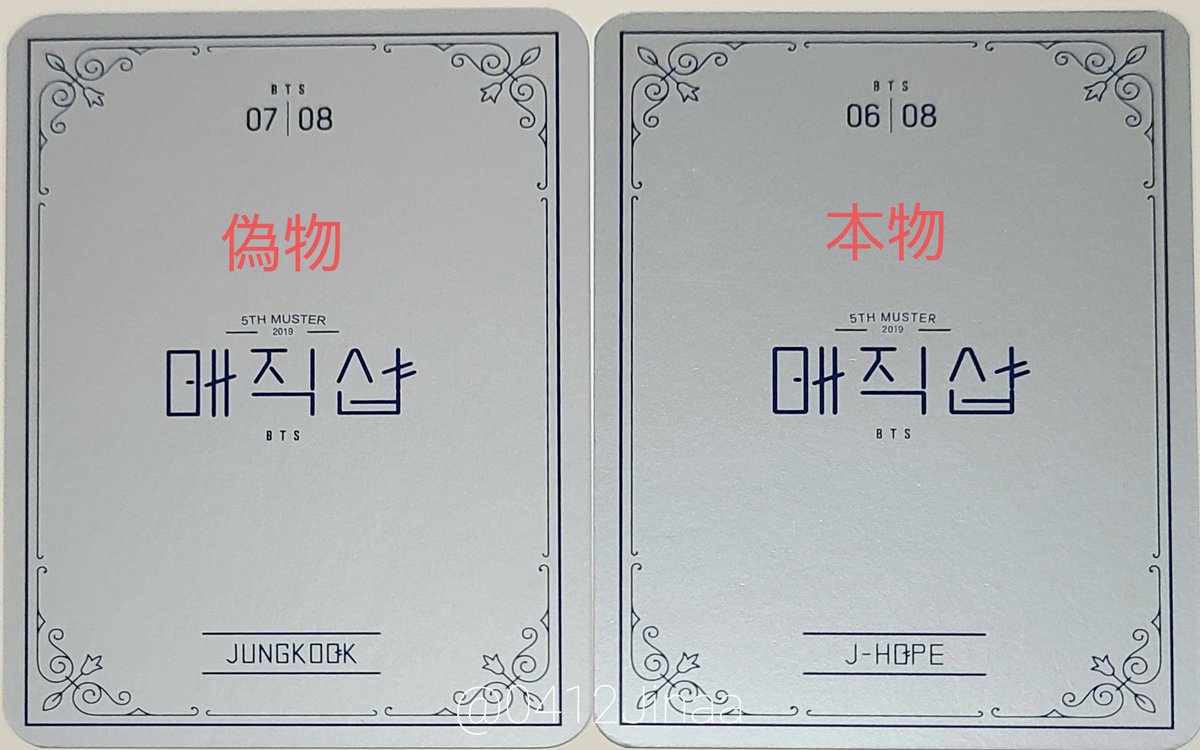 BTS
07|08
偽物
5TH MUSTER
2019
매직샵
BTS
JUNGKOOK
BTS
06|08
本物
5TH MUSTER
2019
매직샵
BTS
J-HOPE
@0412Jinaa